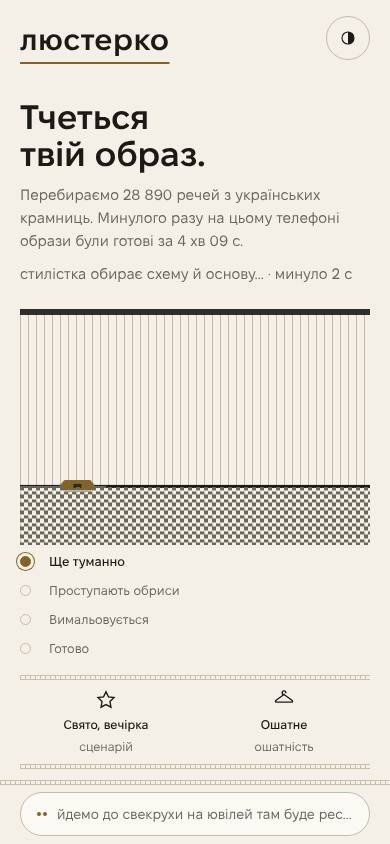 люстерко
Тчеться
твій образ.
Перебираємо 28 890 речей з українських
крамниць. Минулого разу на цьому телефоні
образи були готові за 4 хв 09 с.
стилістка обирає схему й основу… · минуло 2 с
Ще туманно
Проступають обриси
Вимальовується
Готово
Свято, вечірка
Ошатне
сценарій
ошатність
йдемо до свекрухи на ювілей там буде рес…